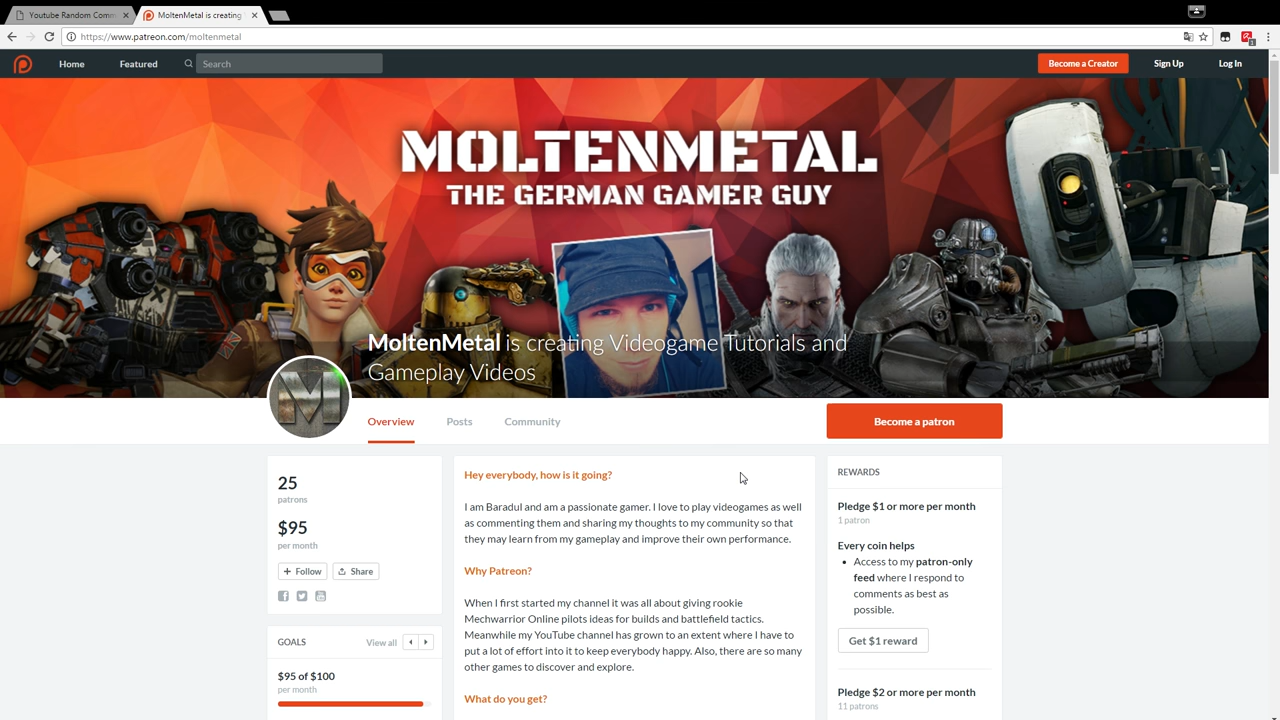 Youtube Random Comm
MoltenMetal is creating
https://www.patreon.com/moltenmetal
1
Home
Featured
Search
Become a Creator
Sign Up
Log In
MOLTENMETAL
THE GERMAN GAMER GUY
MoltenMetal is creating Videogame Tutorials and
Gameplay Videos
M
Overview
Posts
Community
Become a patron
25
patrons
$95
per month
+ Follow
Share
GOALS
View all
$95 of $100
per month
Hey everybody, how is it going?
I am Baradul and am a passionate gamer. I love to play videogames as well
as commenting them and sharing my thoughts to my community so that
they may learn from my gameplay and improve their own performance.
Why Patreon?
When I first started my channel it was all about giving rookie
Mechwarrior Online pilots ideas for builds and battlefield tactics.
Meanwhile my YouTube channel has grown to an extent where I have to
put a lot of effort into it to keep everybody happy. Also, there are so many
other games to discover and explore.
What do you get?
REWARDS
Pledge $1 or more per month
1 patron
Every coin helps
• Access to my patron-only
feed where I respond to
comments as best as
possible.
Get $1 reward
Pledge $2 or more per month
11 patrons